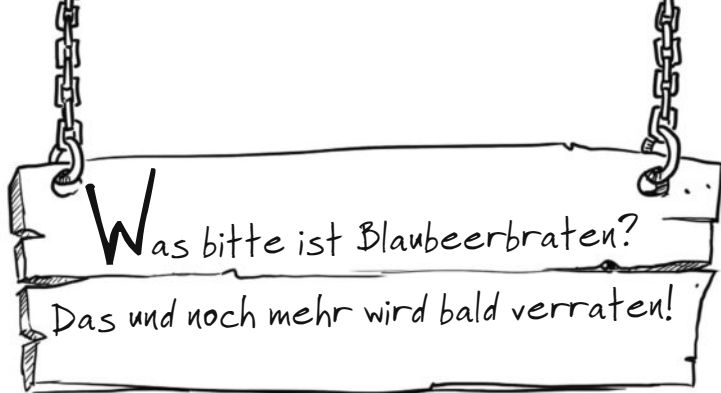 Was bitte ist Blaubeerbraten?
Das und noch mehr wird bald verraten!